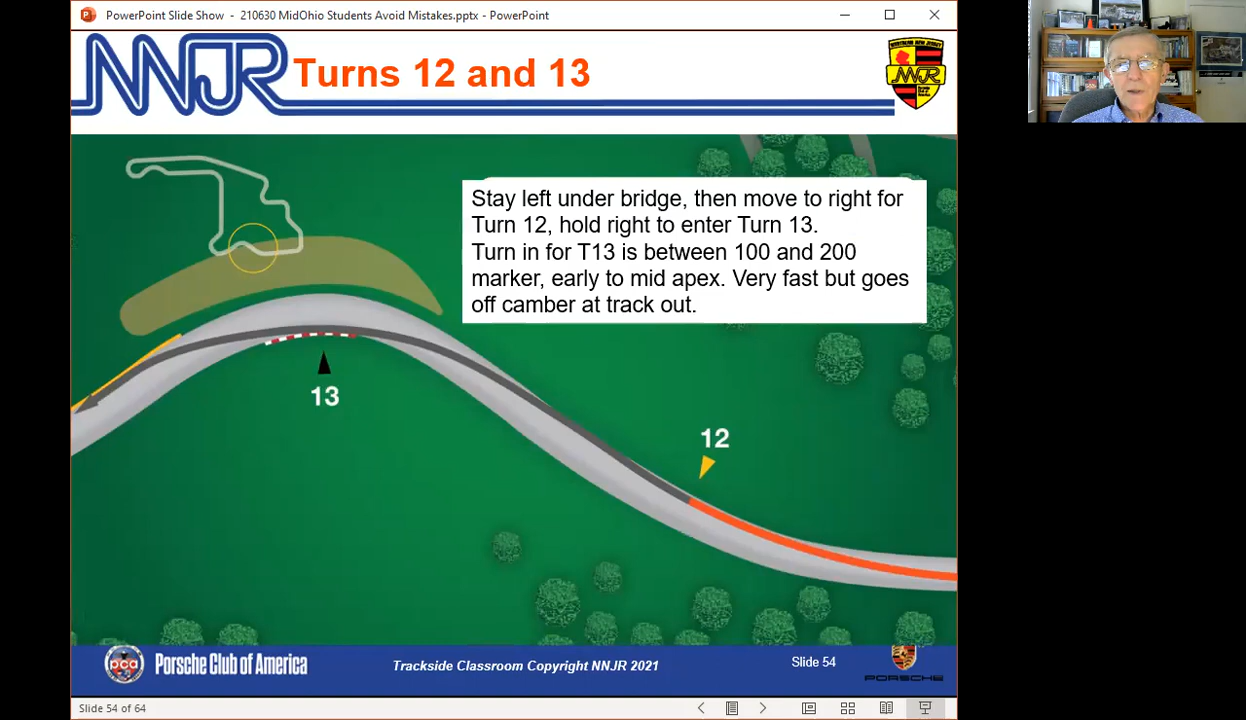 PowerPoint Slide Show - 210630 MidOhio Students Avoid Mistakes.pptx - PowerPoint
NNJR
Turns 12 and 13
NNJR
Stay left under bridge, then move to right for
Turn 12, hold right to enter Turn 13.
Turn in for T13 is between 100 and 200
marker, early to mid apex. Very fast but goes
off camber at track out.
13
12
pca
Porsche Club of America
Trackside Classroom Copyright NNJR 2021
Slide 54
PORSCHE
Slide 54 of 64